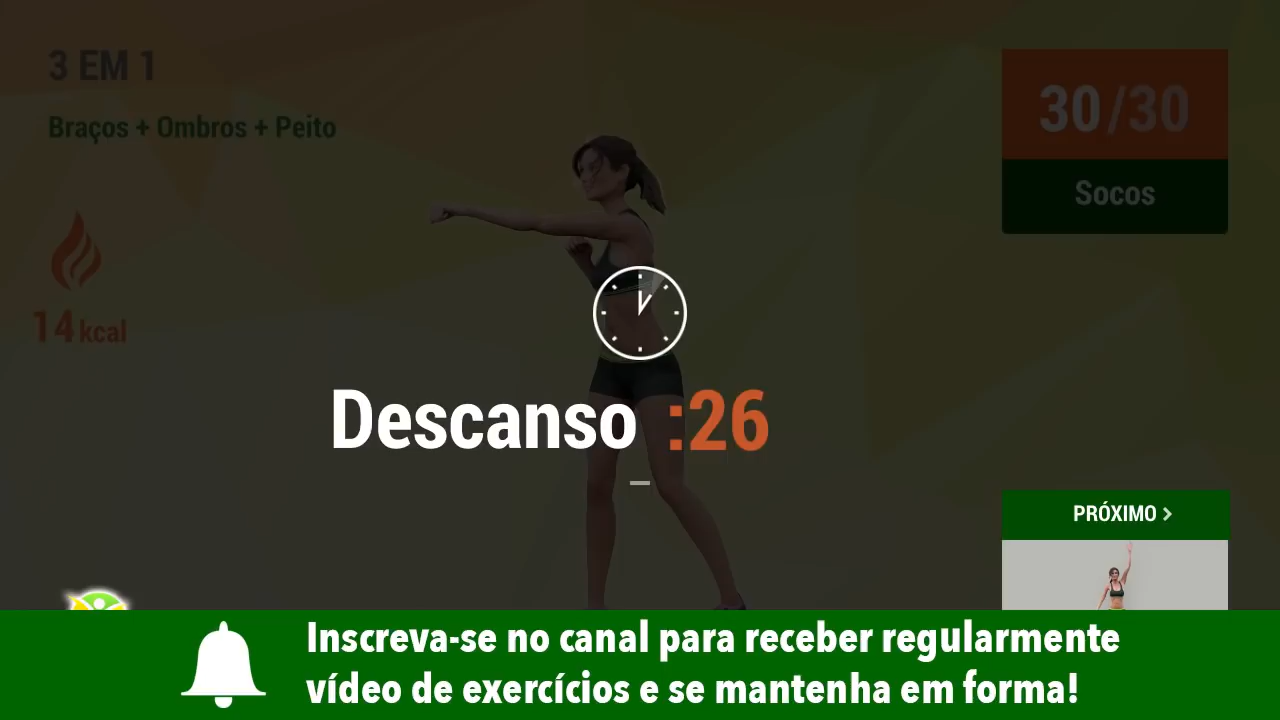 3 EM 1
Braços + Ombros + Peito
30/30
Socos
14 kcal
Descanso :26
PRÓXIMO >
Inscreva-se no canal para receber regularmente
vídeo de exercícios e se mantenha em forma!